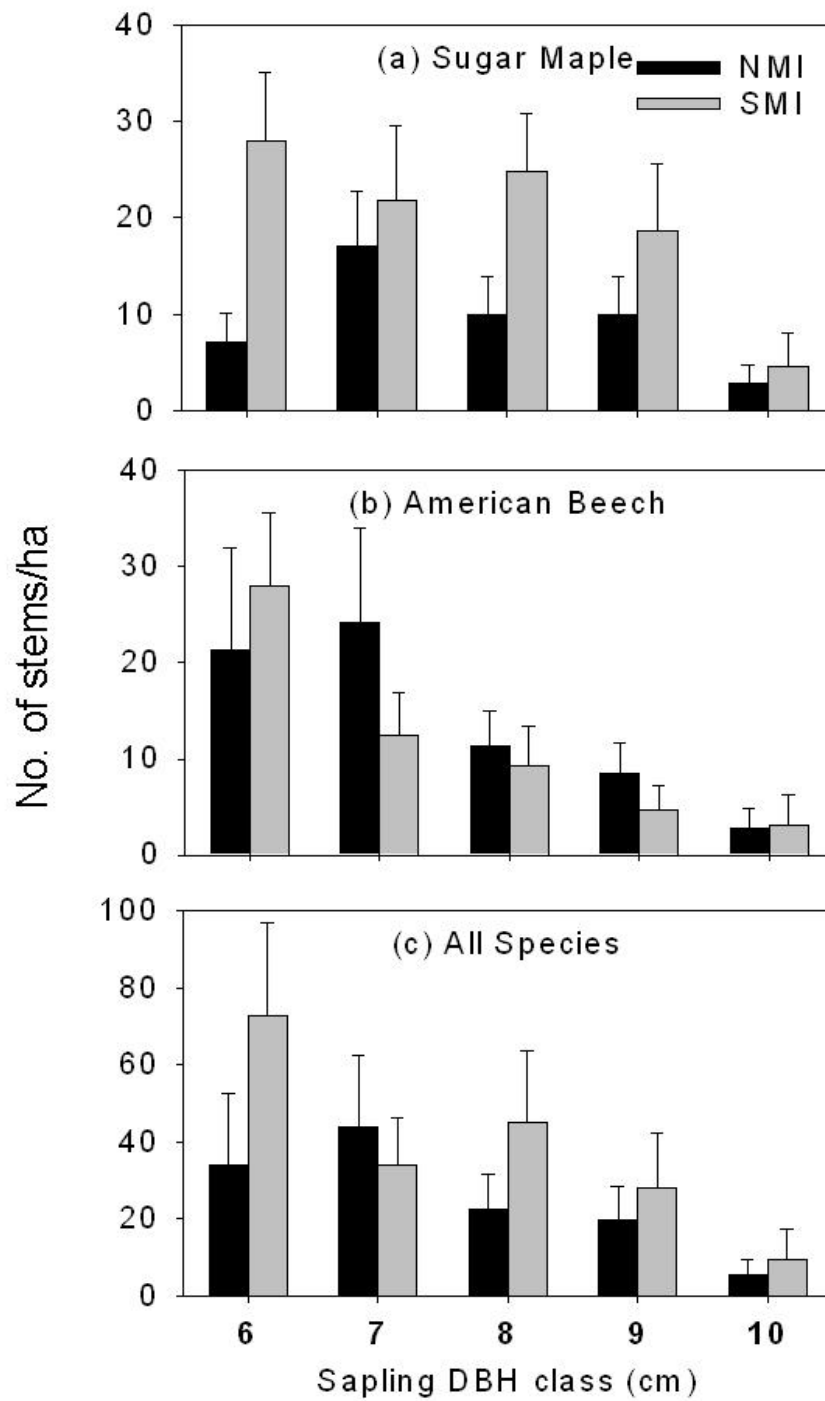 40
(a) Sugar Maple
NMI
SMI
30
20
10
0
40
(b) American Beech
30
20
10
0
No. of stems/ha
100
(c) All Species
80
60
40
20
0
6 7 8 9 10
Sapling DBH class (cm)